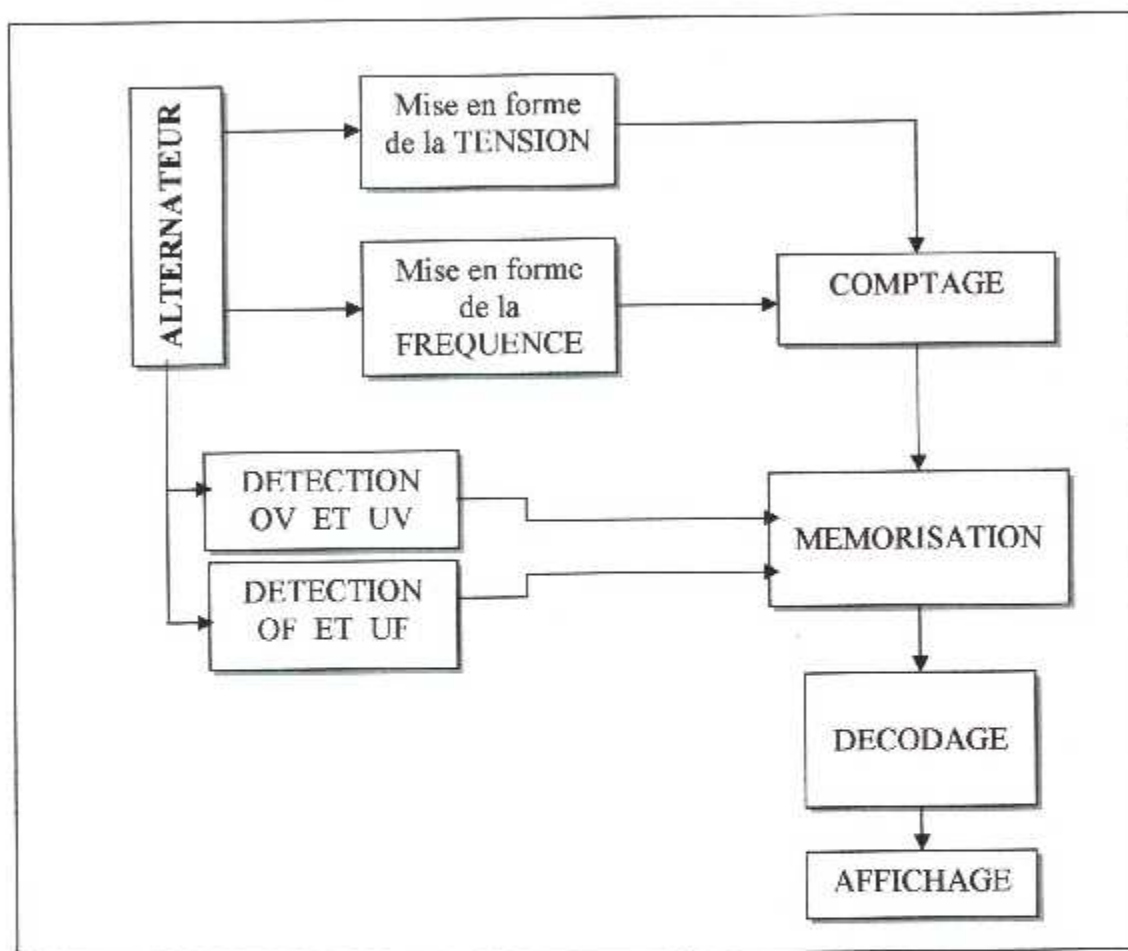 ALTERNATEUR
Mise en forme
de la TENSION
Mise en forme
de la
FREQUENCE
COMPTAGE
DETECTION
OV ET UV
DETECTION
OF ET UF
MEMORISATION
DECODAGE
AFFICHAGE